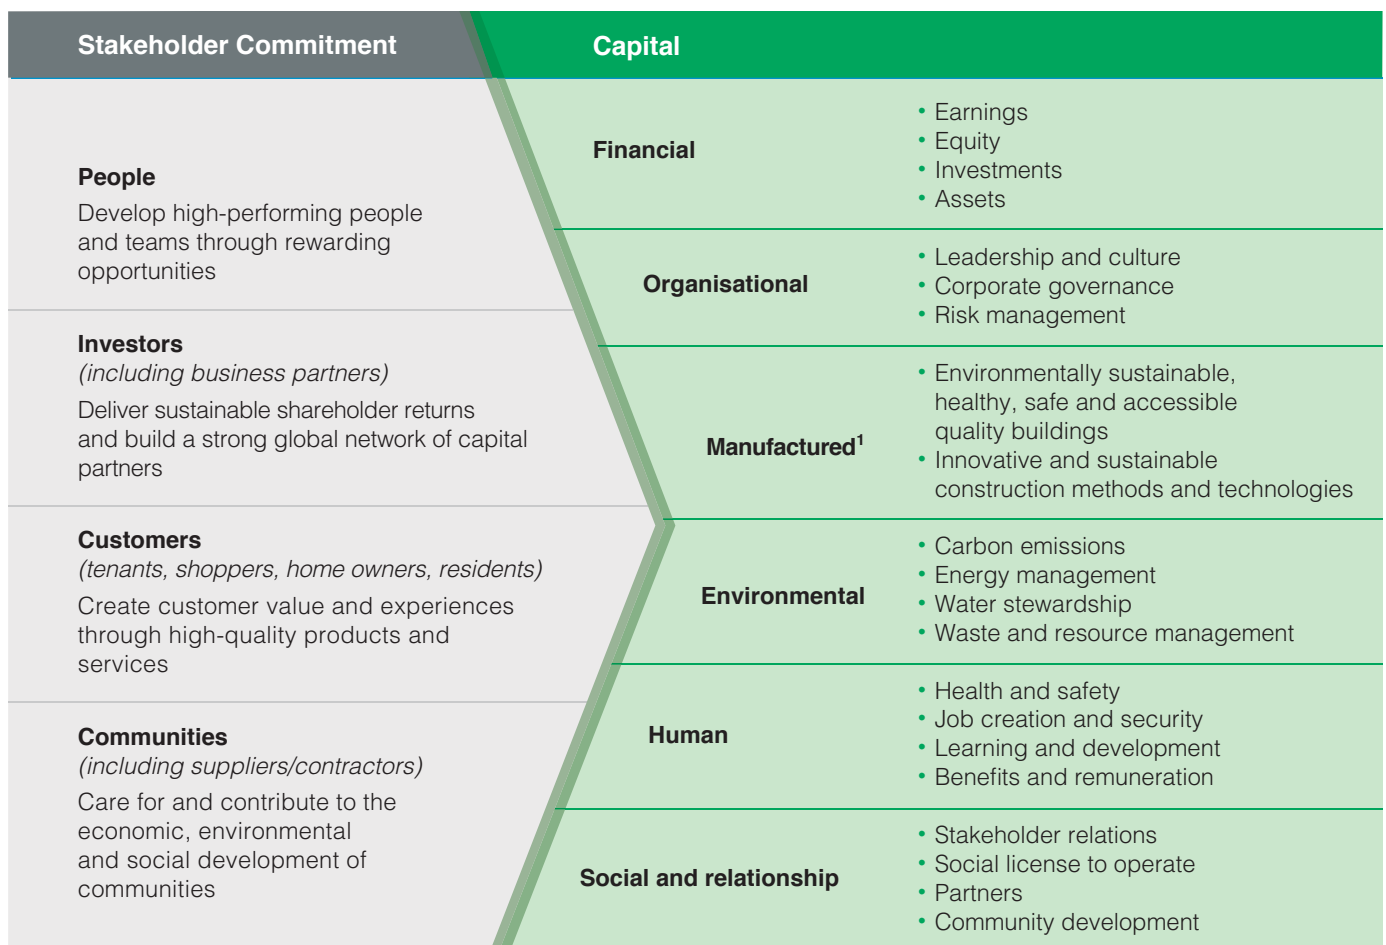 Stakeholder Commitment
Capital
People
Develop high-performing people
and teams through rewarding
opportunities
Investors
(including business partners)
Deliver sustainable shareholder returns
and build a strong global network of capital
partners
Customers
(tenants, shoppers, home owners, residents)
Create customer value and experiences
through high-quality products and
services
Communities
(including suppliers/contractors)
Care for and contribute to the
economic, environmental
and social development of
communities
Financial
• Earnings
• Equity
• Investments
• Assets
Organisational
• Leadership and culture
• Corporate governance
• Risk management
Manufactured¹
• Environmentally sustainable,
healthy, safe and accessible
quality buildings
• Innovative and sustainable
construction methods and technologies
Environmental
• Carbon emissions
• Energy management
• Water stewardship
• Waste and resource management
Human
• Health and safety
• Job creation and security
• Learning and development
• Benefits and remuneration
Social and relationship
• Stakeholder relations
• Social license to operate
• Partners
• Community development